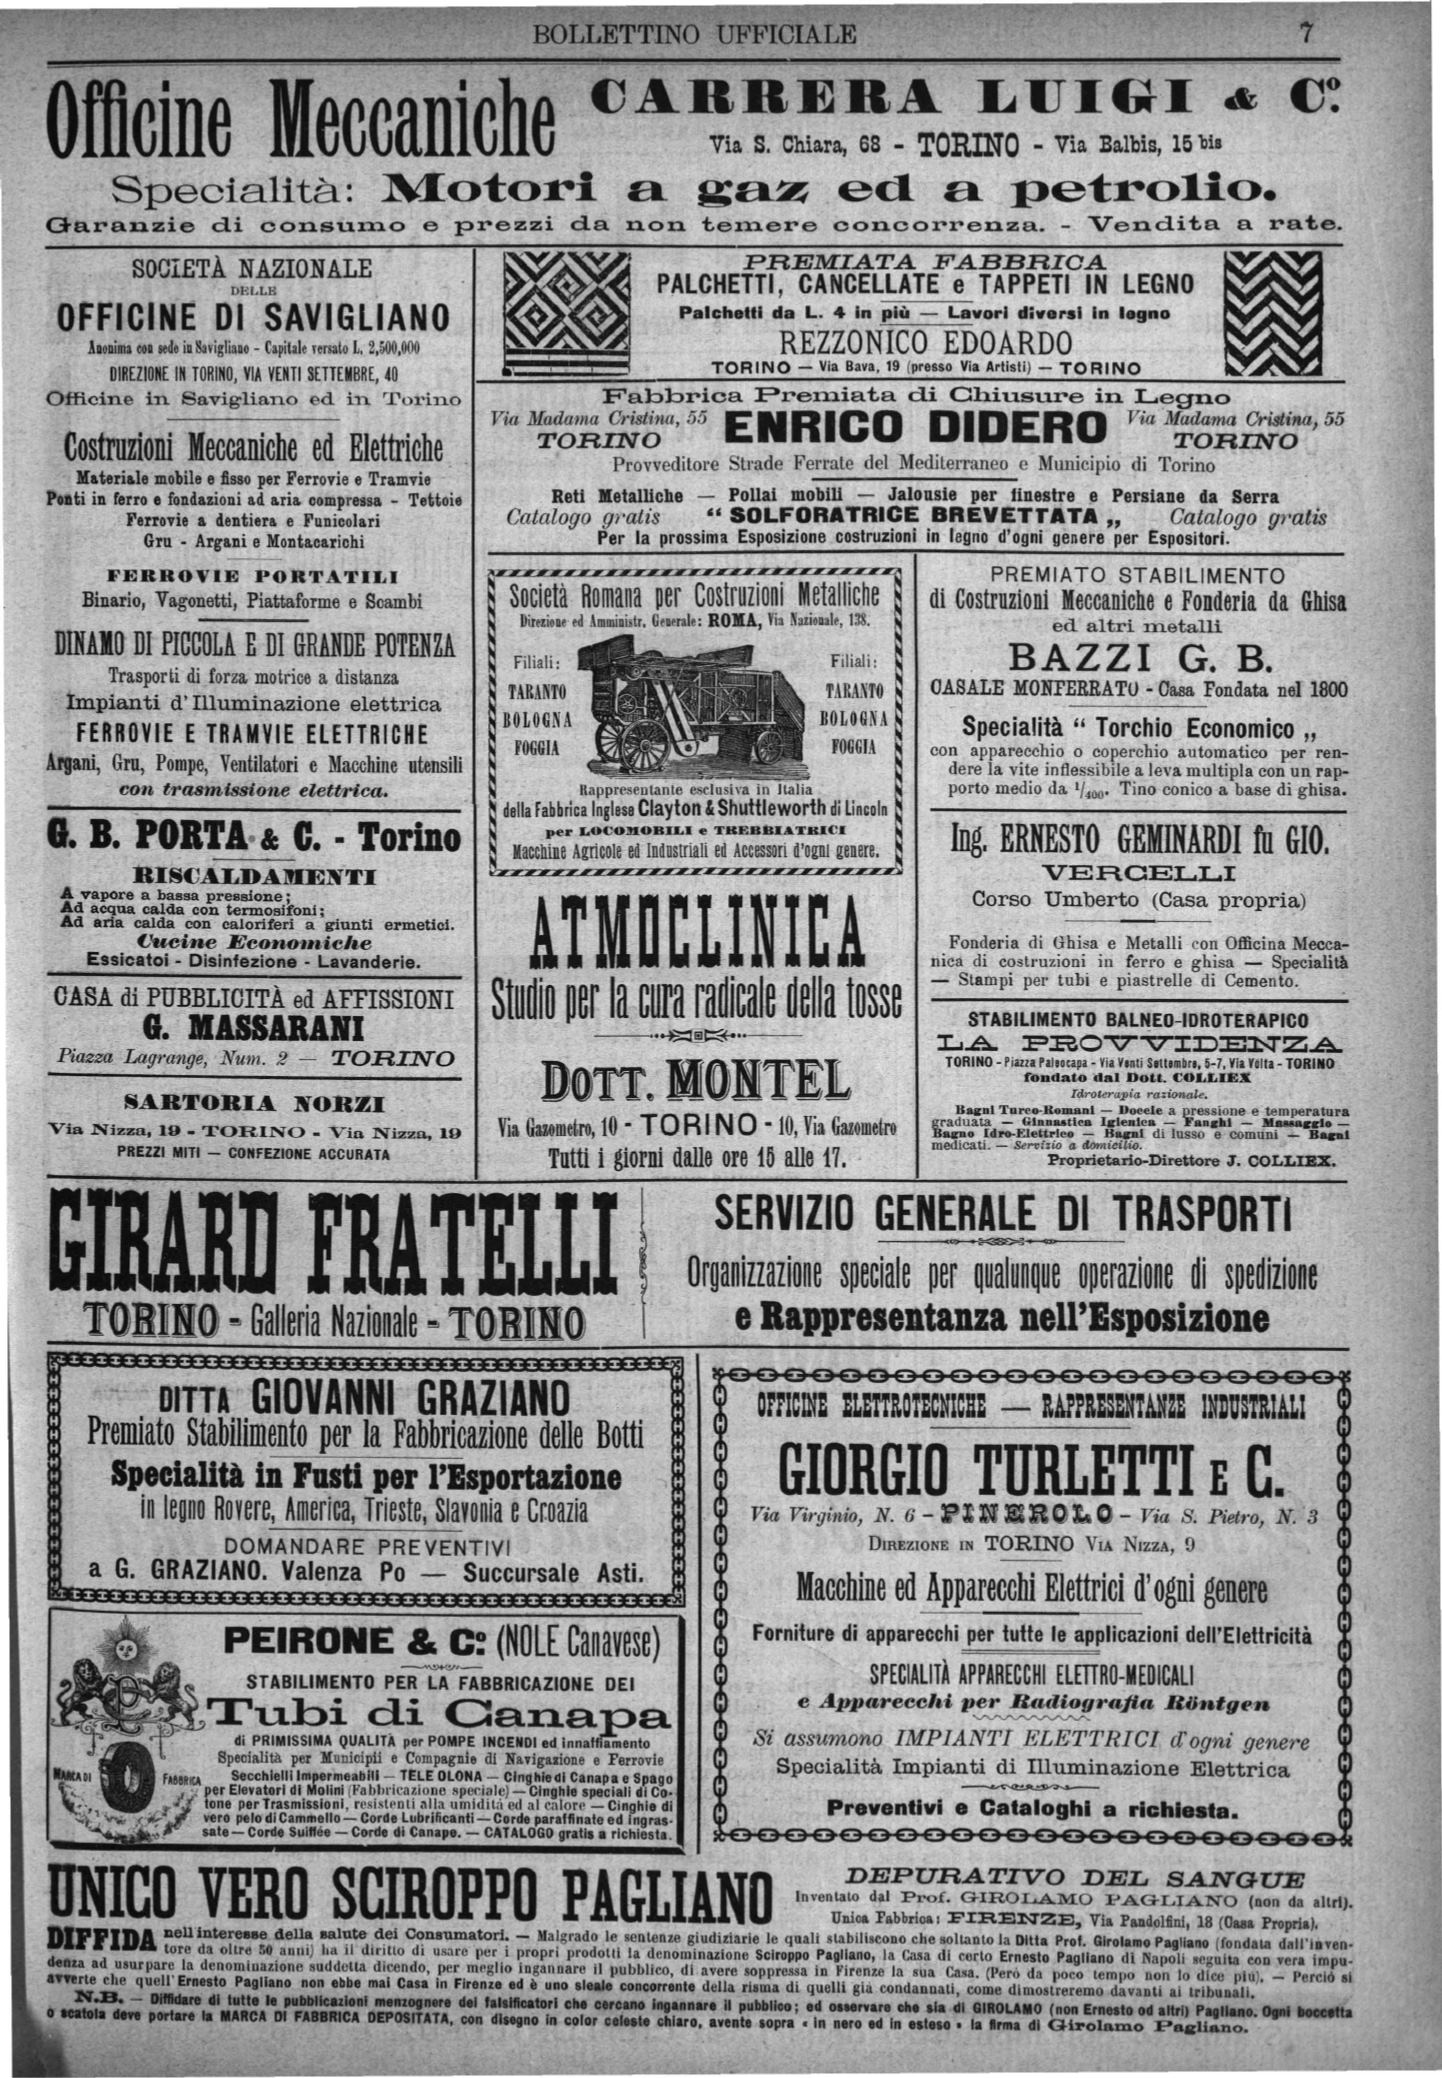 BOLLETTINO UFFICIALE 7
Officine Meccaniche CARRERA LUIGI & C°.
Via S. Chiara, 68 - TORINO - Via Balbis, 15 bis
Specialità: Motori a gaz ed a petrolio.
Garanzie di consumo e prezzi da non temere concorrenza. - Vendita a rate.
SOCIETÀ NAZIONALE
DELLE
OFFICINE DI SAVIGLIANO
Anonima con sede in Savigliano - Capitale versato L. 2,500,000
DIREZIONE IN TORINO, VIA VENTI SETTEMBRE, 40
Officine in Savigliano ed in Torino
Costruzioni Meccaniche ed Elettriche
Materiale mobile e fisso per Ferrovie e Tramvie
Ponti in ferro e fondazioni ad aria compressa - Tettoie
Ferrovie a dentiera e Funicolari
Gru - Argani e Montacarichi
FERROVIE PORTATILI
Binario, Vagonetti, Piattaforme e Scambi
DINAMO DI PICCOLA E DI GRANDE POTENZA
Trasporti di forza motrice a distanza
Impianti d'Illuminazione elettrica
FERROVIE E TRAMVIE ELETTRICHE
Argani, Gru, Pompe, Ventilatori e Macchine utensili
con trasmissione elettrica.
G. B. PORTA & C. - Torino
RISCALDAMENTI
A vapore a bassa pressione;
Ad acqua calda con termosifoni;
Ad aria calda con caloriferi a giunti ermetici.
Cucine Economiche
Essicatoi - Disinfezione - Lavanderie.
CASA di PUBBLICITÀ ed AFFISSIONI
G. MASSARANI
Piazza Lagrange, Num. 2 — TORINO
SARTORIA NORZI
Via Nizza, 19 - TORINO - Via Nizza, 19
PREZZI MITI — CONFEZIONE ACCURATA
PREMIATA FABBRICA
PALCHETTI, CANCELLATE e TAPPETI IN LEGNO
Palchetti da L. 4 in più — Lavori diversi in legno
REZZONICO EDOARDO
TORINO — Via Bava, 19 (presso Via Artisti) — TORINO
Fabbrica Premiata di Chiusure in Legno
Via Madama Cristina, 55 ENRICO DIDERO Via Madama Cristina, 55
TORINO TORINO
Provveditore Strade Ferrate del Mediterraneo e Municipio di Torino
Reti Metalliche — Pollai mobili — Jalousie per finestre e Persiane da Serra
Catalogo gratis “ SOLFORATRICE BREVETTATA „ Catalogo gratis
Per la prossima Esposizione costruzioni in legno d'ogni genere per Espositori.
Società Romana per Costruzioni Metalliche
Direzione ed Amministr. Generale: ROMA, Via Nazionale, 138.
Filiali: Filiali:
TARANTO TARANTO
BOLOGNA BOLOGNA
FOGGIA FOGGIA
Rappresentante esclusiva in Italia
della Fabbrica Inglese Clayton & Shuttleworth di Lincoln
per LOCOMOBILI e TREBBIATRICI
Macchine Agricole ed Industriali ed Accessori d'ogni genere.
ATMOCLINICA
Studio per la cura radicale della tosse
DOTT. MONTEL
Via Gazometro, 10 - TORINO - 10, Via Gazometro
Tutti i giorni dalle ore 15 alle 17.
PREMIATO STABILIMENTO
di Costruzioni Meccaniche e Fonderia da Ghisa
ed altri metalli
BAZZI G. B.
CASALE MONFERRATO - Casa Fondata nel 1800
Specialità “ Torchio Economico „
con apparecchio o coperchio automatico per ren-
dere la vite inflessibile a leva multipla con un rap-
porto medio da 1/400. Tino conico a base di ghisa.
Ing. ERNESTO GEMINARDI fu GIO.
VERCELLI
Corso Umberto (Casa propria)
Fonderia di Ghisa e Metalli con Officina Mecca-
nica di costruzioni in ferro e ghisa — Specialità
— Stampi per tubi e piastrelle di Cemento.
STABILIMENTO BALNEO-IDROTERAPICO
LA PROVVIDENZA
TORINO - Piazza Paleocapa - Via Venti Settembre, 5-7, Via Volta - TORINO
fondato dal Dott. COLLIEX
Idroterapia razionale.
Bagni Turco-Romani — Doccie a pressione e temperatura
graduata — Ginnastica Igienica — Fanghi — Massaggio —
Bagno Idro-Elettrico — Bagni di lusso e comuni — Bagni
medicati. — Servizio a domicilio.
Proprietario-Direttore J. COLLIEX.
GIRARD FRATELLI
TORINO - Galleria Nazionale - TORINO
SERVIZIO GENERALE DI TRASPORTI
Organizzazione speciale per qualunque operazione di spedizione
e Rappresentanza nell'Esposizione
DITTA GIOVANNI GRAZIANO
Premiato Stabilimento per la Fabbricazione delle Botti
Specialità in Fusti per l'Esportazione
in legno Rovere, America, Trieste, Slavonia e Croazia
DOMANDARE PREVENTIVI
a G. GRAZIANO. Valenza Po — Succursale Asti.
PEIRONE & C° (NOLE Canavese)
STABILIMENTO PER LA FABBRICAZIONE DEI
Tubi di Canapa
di PRIMISSIMA QUALITÀ per POMPE INCENDI ed innaffiamento
Specialità per Municipii e Compagnie di Navigazione e Ferrovie
Secchielli Impermeabili — TELE OLONA — Cinghie di Canapa e Spago
per Elevatori di Molini (Fabbricazione speciale) — Cinghie speciali di Co-
tone per Trasmissioni, resistenti alla umidità ed al calore — Cinghie di
vero pelo di Cammello — Corde Lubrificanti — Corde paraffinate ed ingras-
sate — Corde Suiffée — Corde di Canape. — CATALOGO gratis a richiesta.
MARCA DI FABBRICA
OFFICINE ELETTROTECNICHE — RAPPRESENTANZE INDUSTRIALI
GIORGIO TURLETTI E C.
Via Virginio, N. 6 - PINEROLO - Via S. Pietro, N. 3
DIREZIONE IN TORINO VIA NIZZA, 9
Macchine ed Apparecchi Elettrici d'ogni genere
Forniture di apparecchi per tutte le applicazioni dell'Elettricità
SPECIALITÀ APPARECCHI ELETTRO-MEDICALI
e Apparecchi per Radiografia Röntgen
Si assumono IMPIANTI ELETTRICI d'ogni genere
Specialità Impianti di Illuminazione Elettrica
Preventivi e Cataloghi a richiesta.
UNICO VERO SCIROPPO PAGLIANO
DEPURATIVO DEL SANGUE
Inventato dal Prof. GIROLAMO PAGLIANO (non da altri).
Unica Fabbrica: FIRENZE, Via Pandolfini, 18 (Casa Propria).
DIFFIDA nell'interesse della salute dei Consumatori. — Malgrado le sentenze giudiziarie le quali stabiliscono che soltanto la Ditta Prof. Girolamo Pagliano (fondata dall'inven-
tore da oltre 50 anni) ha il diritto di usare per i propri prodotti la denominazione Sciroppo Pagliano, la Casa di certo Ernesto Pagliano di Napoli seguita con vera impu-
denza ad usurpare la denominazione suddetta dicendo, per meglio ingannare il pubblico, di avere soppressa in Firenze la sua Casa. (Però da poco tempo non lo dice più). — Perciò si
avverte che quell'Ernesto Pagliano non ebbe mai Casa in Firenze ed è uno sleale concorrente della risma di quelli già condannati, come dimostreremo davanti ai tribunali.
N.B. — Diffidare di tutte le pubblicazioni menzognere dei falsificatori che cercano ingannare il pubblico; ed osservare che sia di GIROLAMO (non Ernesto od altri) Pagliano. Ogni boccetta
o scatola deve portare la MARCA DI FABBRICA DEPOSITATA, con disegno in color celeste chiaro, avente sopra « in nero ed in esteso » la firma di Girolamo Pagliano.